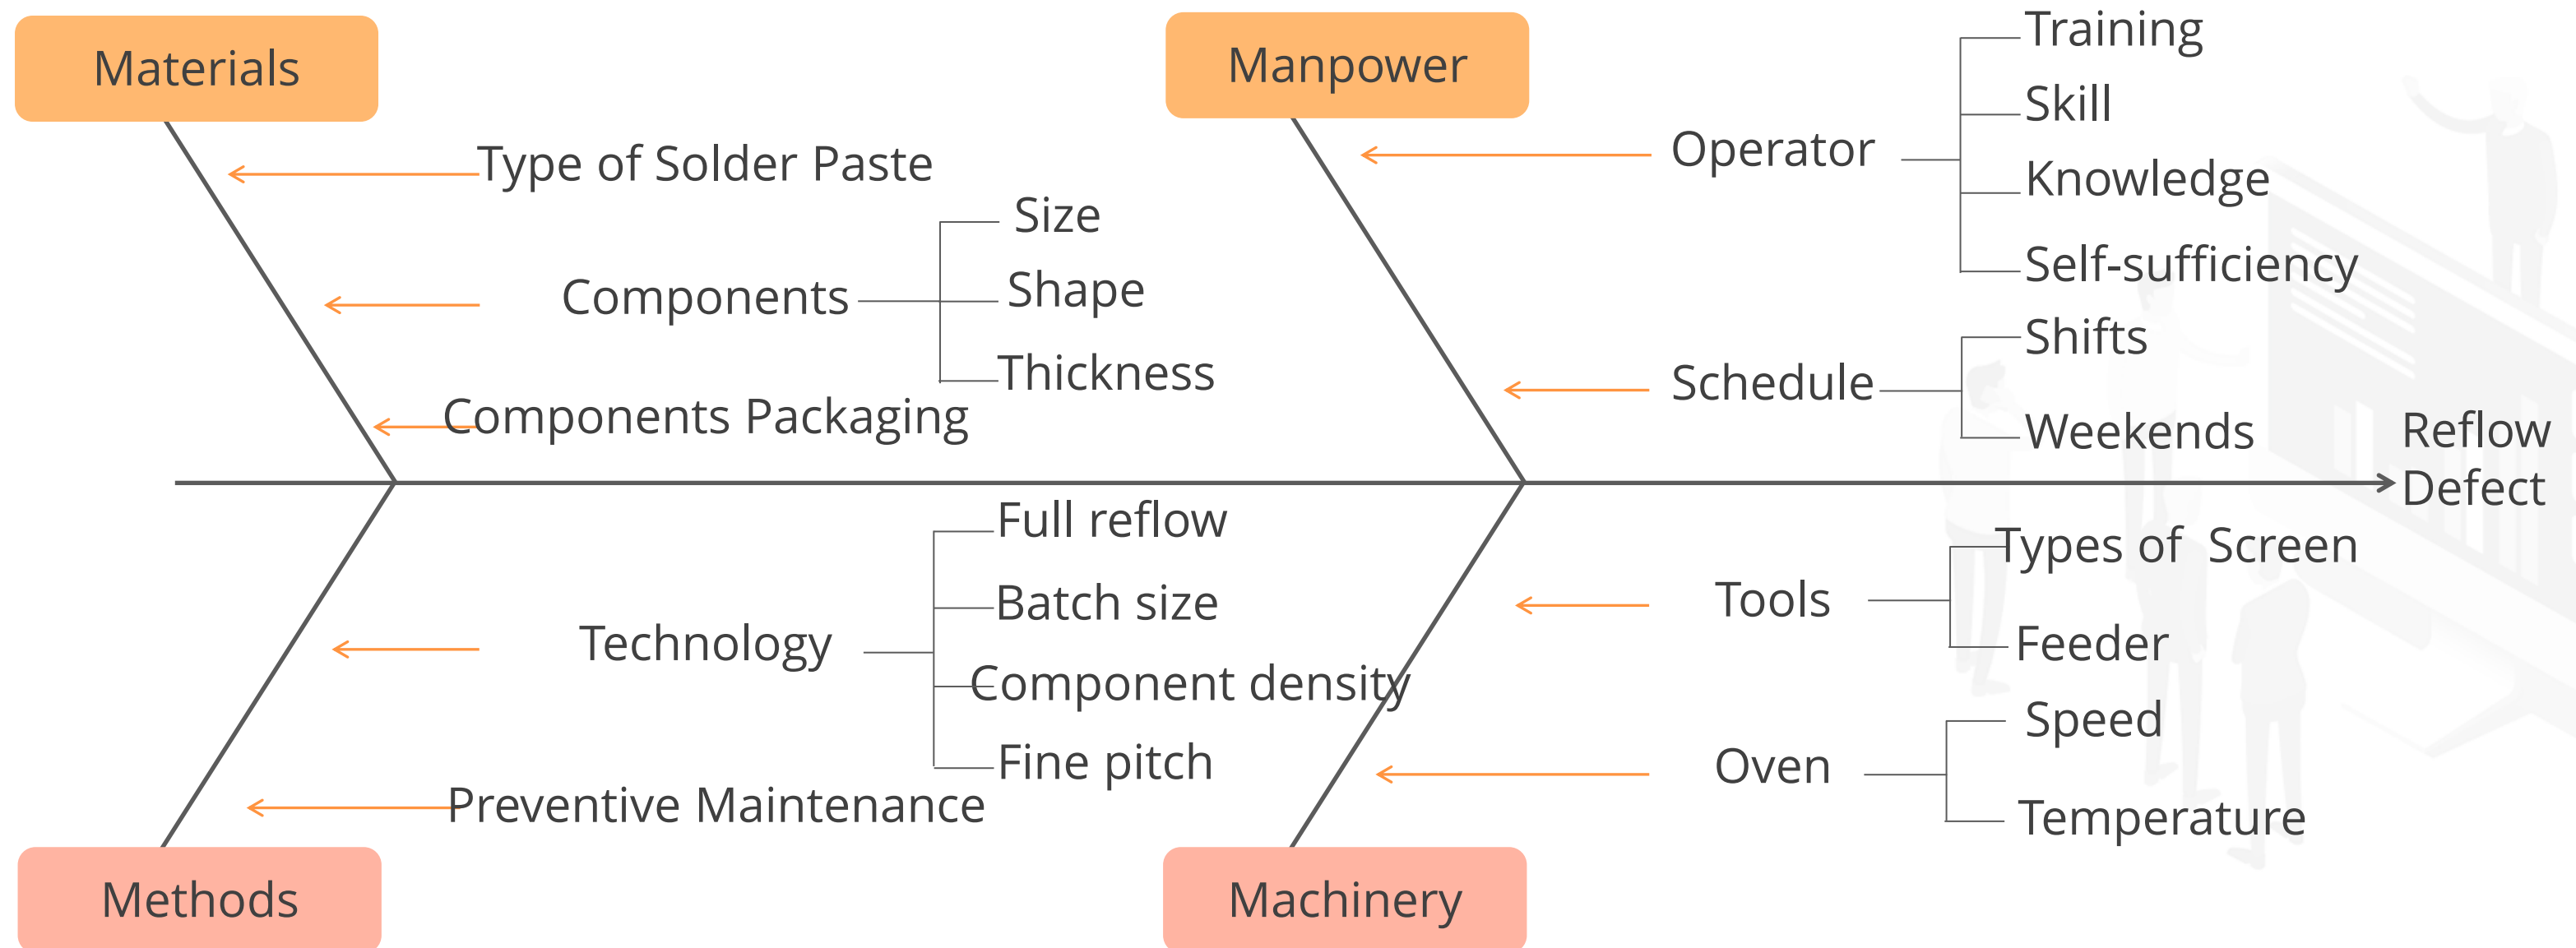 Materials
Type of Solder Paste
Components
Size
Shape
Thickness
Components Packaging
Manpower
Operator
Training
Skill
Knowledge
Self-sufficiency
Schedule
Shifts
Weekends
Reflow
Defect
Technology
Full reflow
Batch size
Component density
Fine pitch
Preventive Maintenance
Methods
Tools
Types of Screen
Feeder
Oven
Speed
Temperature
Machinery